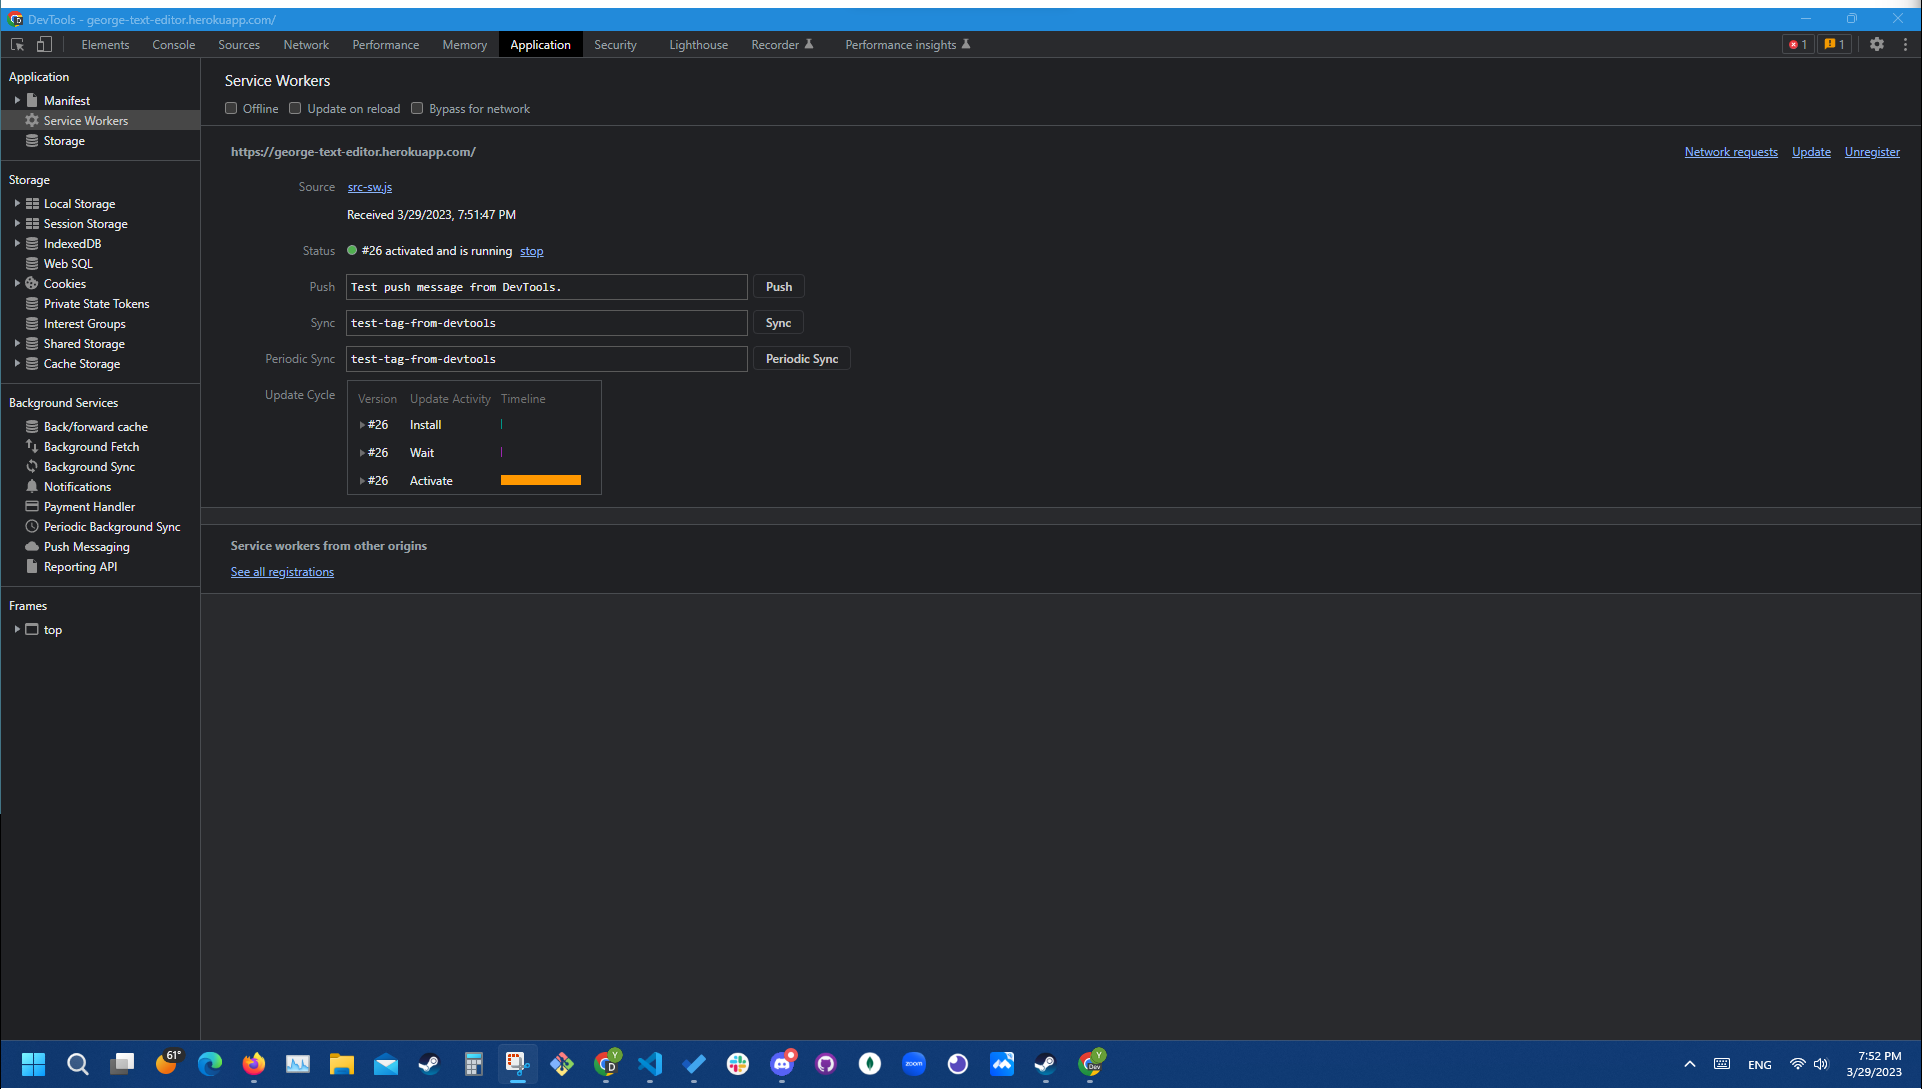 DevTools - george-text-editor.herokuapp.com/
Elements Console Sources Network Performance Memory Application Security Lighthouse Recorder Performance insights 1 1
Application
Manifest
Service Workers
Storage
Storage
Local Storage
Session Storage
IndexedDB
Web SQL
Cookies
Private State Tokens
Interest Groups
Shared Storage
Cache Storage
Background Services
Back/forward cache
Background Fetch
Background Sync
Notifications
Payment Handler
Periodic Background Sync
Push Messaging
Reporting API
Frames
top
Service Workers
Offline Update on reload Bypass for network
https://george-text-editor.herokuapp.com/ Network requests Update Unregister
Source src-sw.js
Received 3/29/2023, 7:51:47 PM
Status #26 activated and is running stop
Push Test push message from DevTools. Push
Sync test-tag-from-devtools Sync
Periodic Sync test-tag-from-devtools Periodic Sync
Update Cycle Version Update Activity Timeline
#26 Install
#26 Wait
#26 Activate
Service workers from other origins
See all registrations
61° Y D zoom Y Dev ENG 7:52 PM
3/29/2023